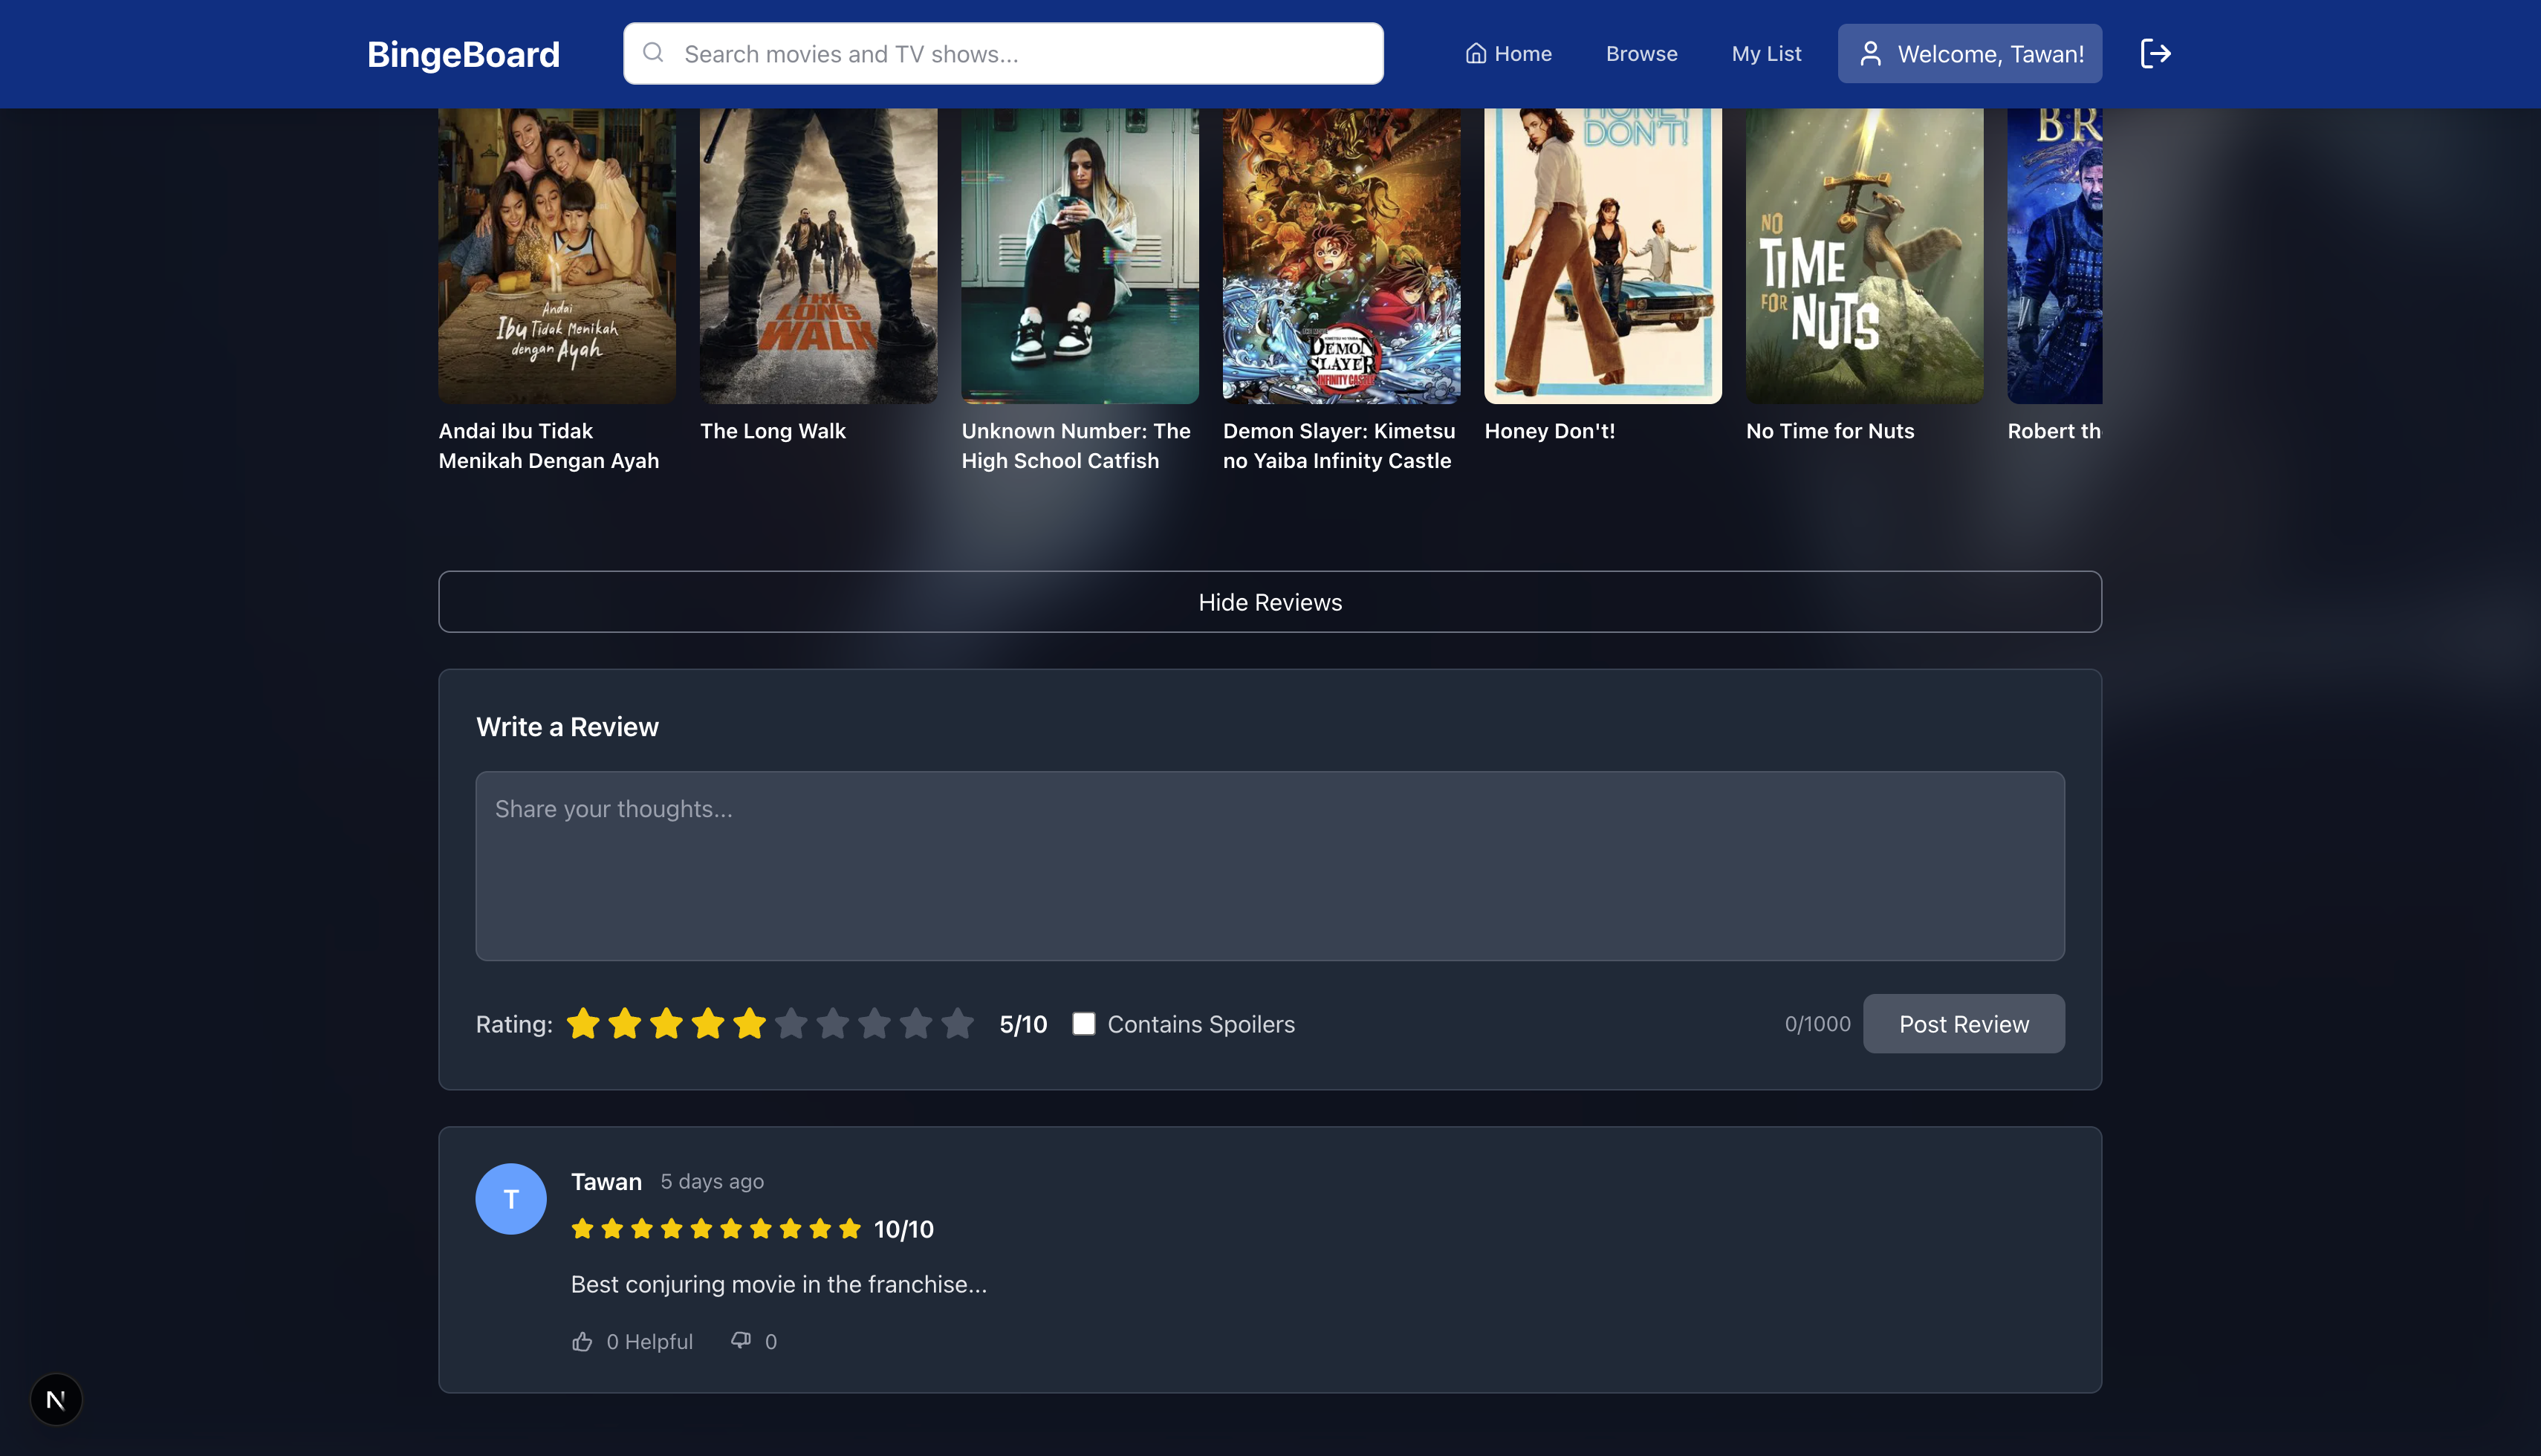 BingeBoard
Search movies and TV shows...
Home
Browse
My List
Welcome, Tawan!
Andai
Ibu Tidak Menikah
dengan Ayah
THE
LONG
WALK
DEMON
SLAYER
INFINITY CASTLE
HONEY
DON'T!
NO
TIME
FOR
NUTS
BR
Andai Ibu Tidak
Menikah Dengan Ayah
The Long Walk
Unknown Number: The
High School Catfish
Demon Slayer: Kimetsu
no Yaiba Infinity Castle
Honey Don't!
No Time for Nuts
Robert th
Hide Reviews
Write a Review
Share your thoughts...
Rating:
5/10
Contains Spoilers
0/1000
Post Review
T
Tawan 5 days ago
10/10
Best conjuring movie in the franchise...
0 Helpful
0
N